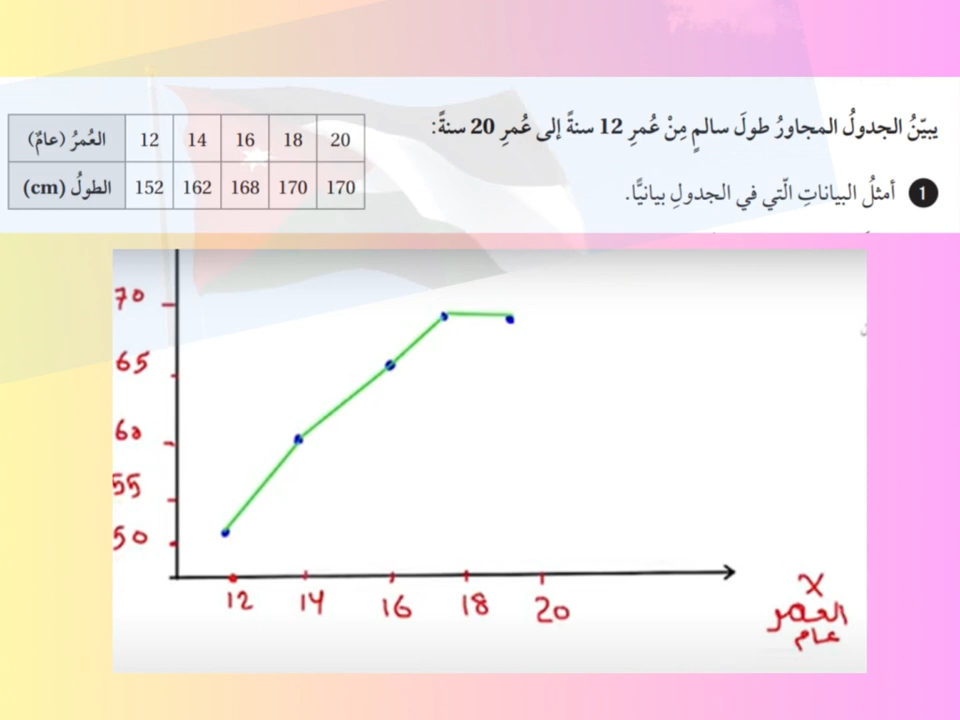 يبيّنُ الجدولُ المجاورُ طولَ سالمٍ مِنْ عُمرِ 12 سنةً إلى عُمرِ 20 سنةً:
العُمرُ (عامٌ) 12 14 16 18 20
الطولُ (cm) 152 162 168 170 170
1 أمثلُ البياناتِ الّتي في الجدولِ بيانيًّا.
70
65
60
55
50
12 14 16 18 20
X
العمر
عام